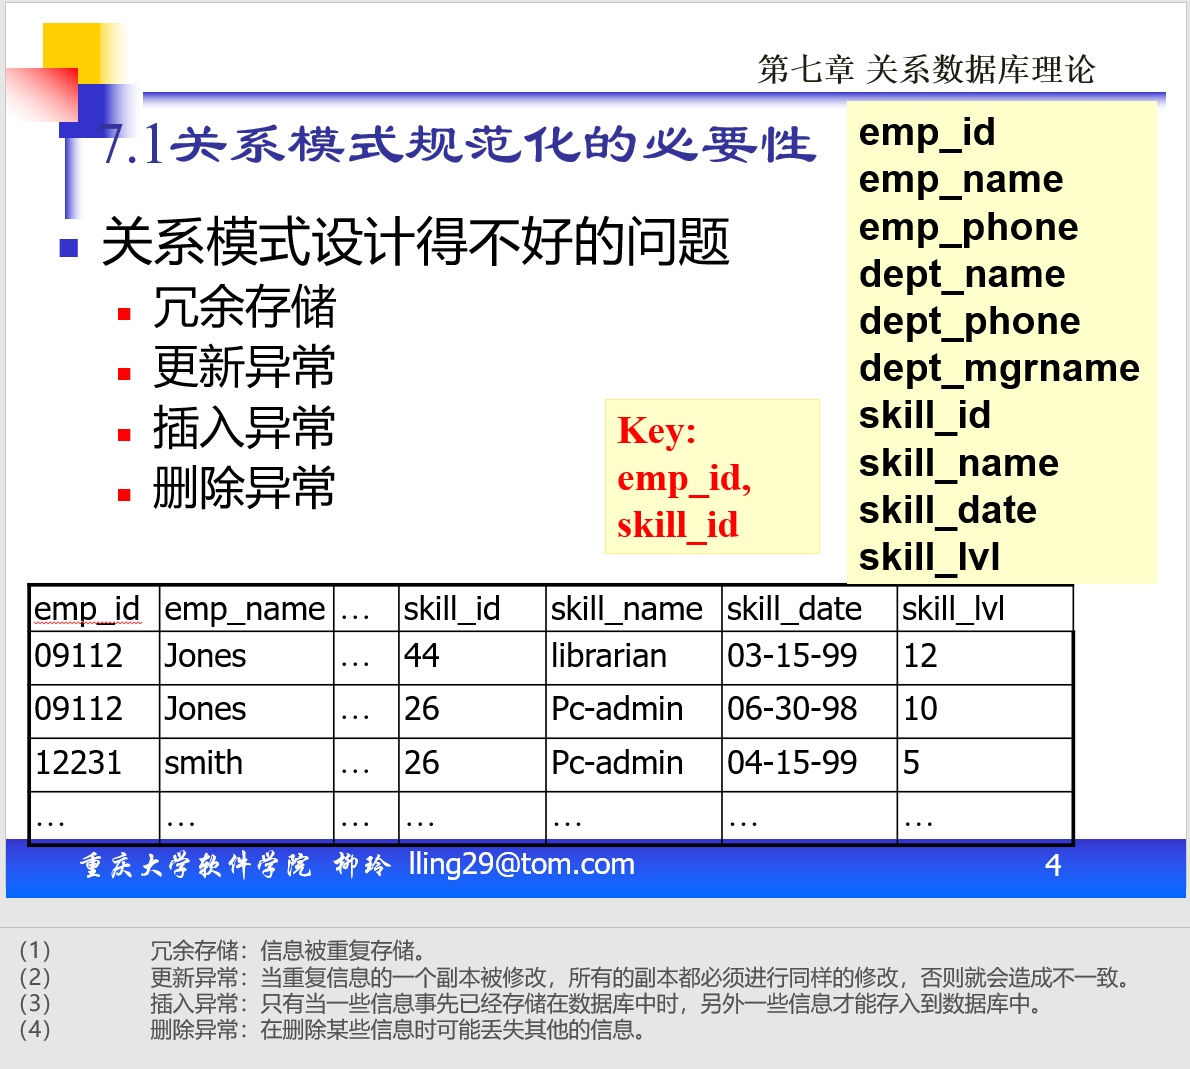 第七章 关系数据库理论
7.1关系模式规范化的必要性
关系模式设计得不好的问题
冗余存储
更新异常
插入异常
删除异常
Key:
emp_id,
skill_id
emp_id
emp_name
emp_phone
dept_name
dept_phone
dept_mgrname
skill_id
skill_name
skill_date
skill_lvl
emp_id emp_name … skill_id skill_name skill_date skill_lvl
09112 Jones … 44 librarian 03-15-99 12
09112 Jones … 26 Pc-admin 06-30-98 10
12231 smith … 26 Pc-admin 04-15-99 5
… … … … … … …
重庆大学软件学院 柳玲 lling29@tom.com 4
(1) 冗余存储：信息被重复存储。
(2) 更新异常：当重复信息的一个副本被修改，所有的副本都必须进行同样的修改，否则就会造成不一致。
(3) 插入异常：只有当一些信息事先已经存储在数据库中时，另外一些信息才能存入到数据库中。
(4) 删除异常：在删除某些信息时可能丢失其他的信息。